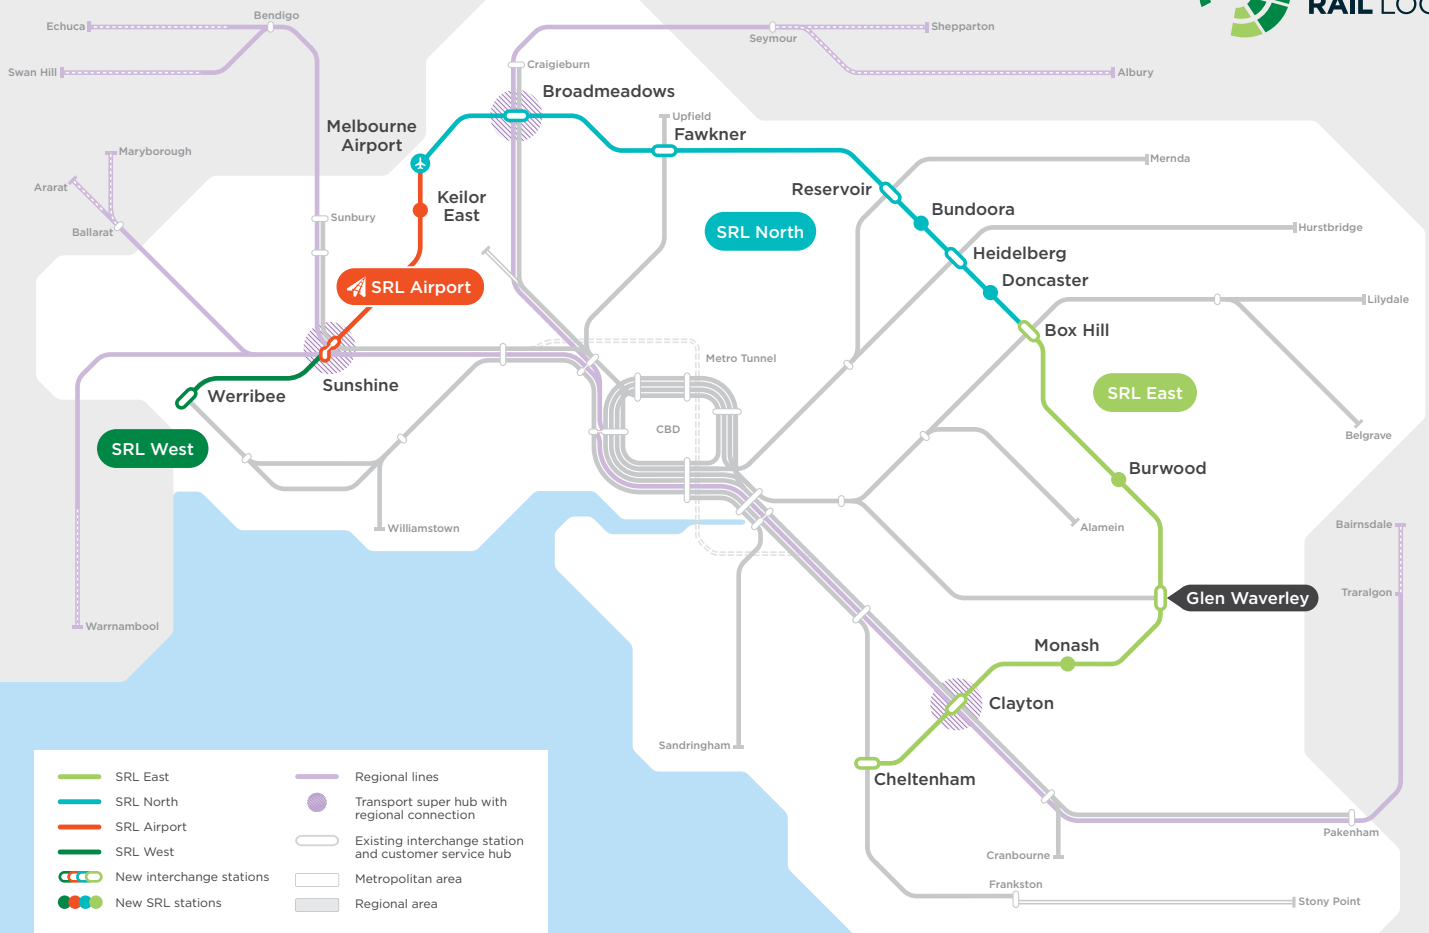 RAIL LOO
Bendigo
Echuca
Swan Hill
Shepparton
Seymour
Albury
Craigieburn
Broadmeadows
Melbourne
Airport
Upfield
Fawkner
Maryborough
Ararat
Ballarat
Mernda
Reservoir
Keilor
East
Bundoora
Sunbury
SRL North
Hurstbridge
Heidelberg
Doncaster
SRL Airport
Lilydale
Box Hill
Metro Tunnel
Sunshine
Werribee
SRL East
CBD
Belgrave
SRL West
Burwood
Williamstown
Alamein
Bairnsdale
Traralgon
Glen Waverley
Warrnambool
Monash
Clayton
Sandringham
Cheltenham
Pakenham
Cranbourne
Frankston
Stony Point
SRL East
SRL North
SRL Airport
SRL West
New interchange stations
New SRL stations
Regional lines
Transport super hub with
regional connection
Existing interchange station
and customer service hub
Metropolitan area
Regional area